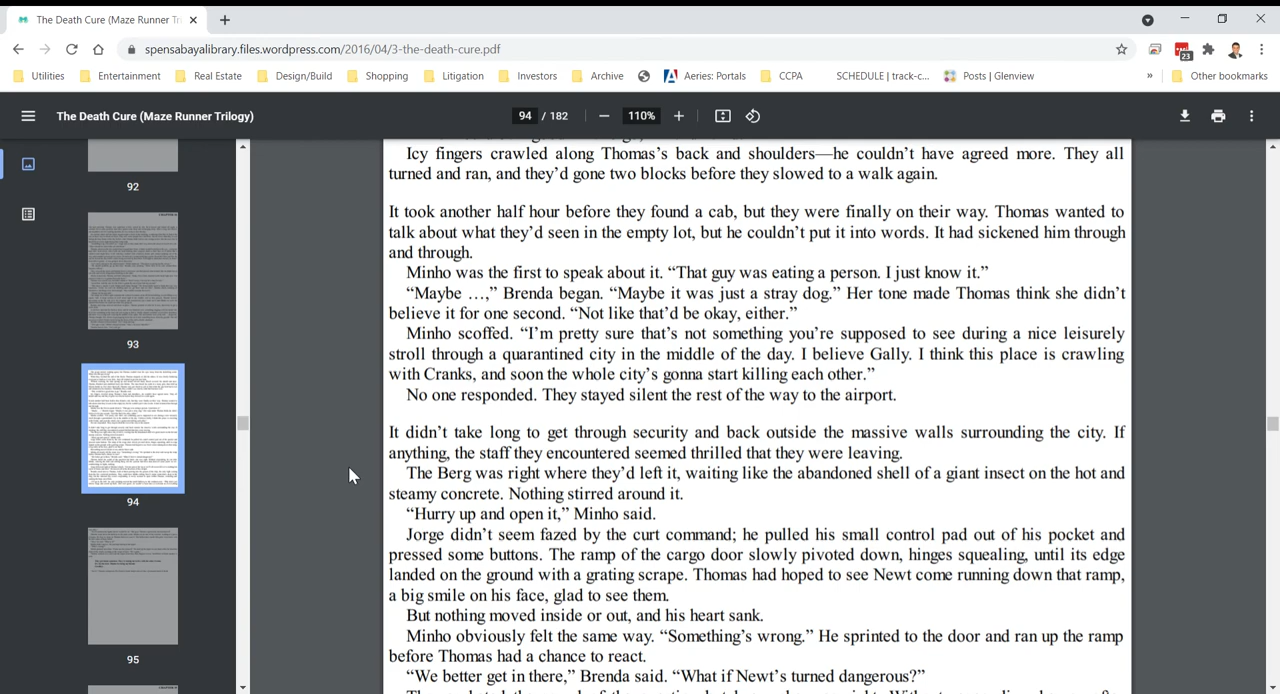 The Death Cure (Maze Runner Tri
spensabayalibrary.files.wordpress.com/2016/04/3-the-death-cure.pdf
23
Utilities Entertainment Real Estate Design/Build Shopping Litigation Investors Archive Aeries: Portals CCPA SCHEDULE | track-c... Posts | Glenview » Other bookmarks
The Death Cure (Maze Runner Trilogy) 94 / 182 110%
92
93
94
95
Icy fingers crawled along Thomas's back and shoulders—he couldn't have agreed more. They all
turned and ran, and they'd gone two blocks before they slowed to a walk again.
It took another half hour before they found a cab, but they were finally on their way. Thomas wanted to
talk about what they'd seen in the empty lot, but he couldn't put it into words. It had sickened him through
and through.
Minho was the first to speak about it. “That guy was eating a person. I just know it.”
“Maybe …,” Brenda began. “Maybe it was just a stray dog.” Her tone made Thomas think she didn't
believe it for one second. “Not like that'd be okay, either.”
Minho scoffed. “I'm pretty sure that's not something you're supposed to see during a nice leisurely
stroll through a quarantined city in the middle of the day. I believe Gally. I think this place is crawling
with Cranks, and soon the whole city's gonna start killing each other.”
No one responded. They stayed silent the rest of the way to the airport.
It didn't take long to get through security and back outside the massive walls surrounding the city. If
anything, the staff they encountered seemed thrilled that they were leaving.
The Berg was right where they'd left it, waiting like the abandoned shell of a giant insect on the hot and
steamy concrete. Nothing stirred around it.
“Hurry up and open it,” Minho said.
Jorge didn't seem fazed by the curt command; he pulled his small control pad out of his pocket and
pressed a few buttons. The ramp of the cargo door slowly pivoted down, hinges squealing, until its edge
landed on the ground with a grating scrape. Thomas had hoped to see Newt come running down that ramp,
a big smile on his face, glad to see them.
But nothing moved inside or out, and his heart sank.
Minho obviously felt the same way. “Something's wrong.” He sprinted to the door and ran up the ramp
before Thomas had a chance to react.
“We better get in there,” Brenda said. “What if Newt's turned dangerous?”